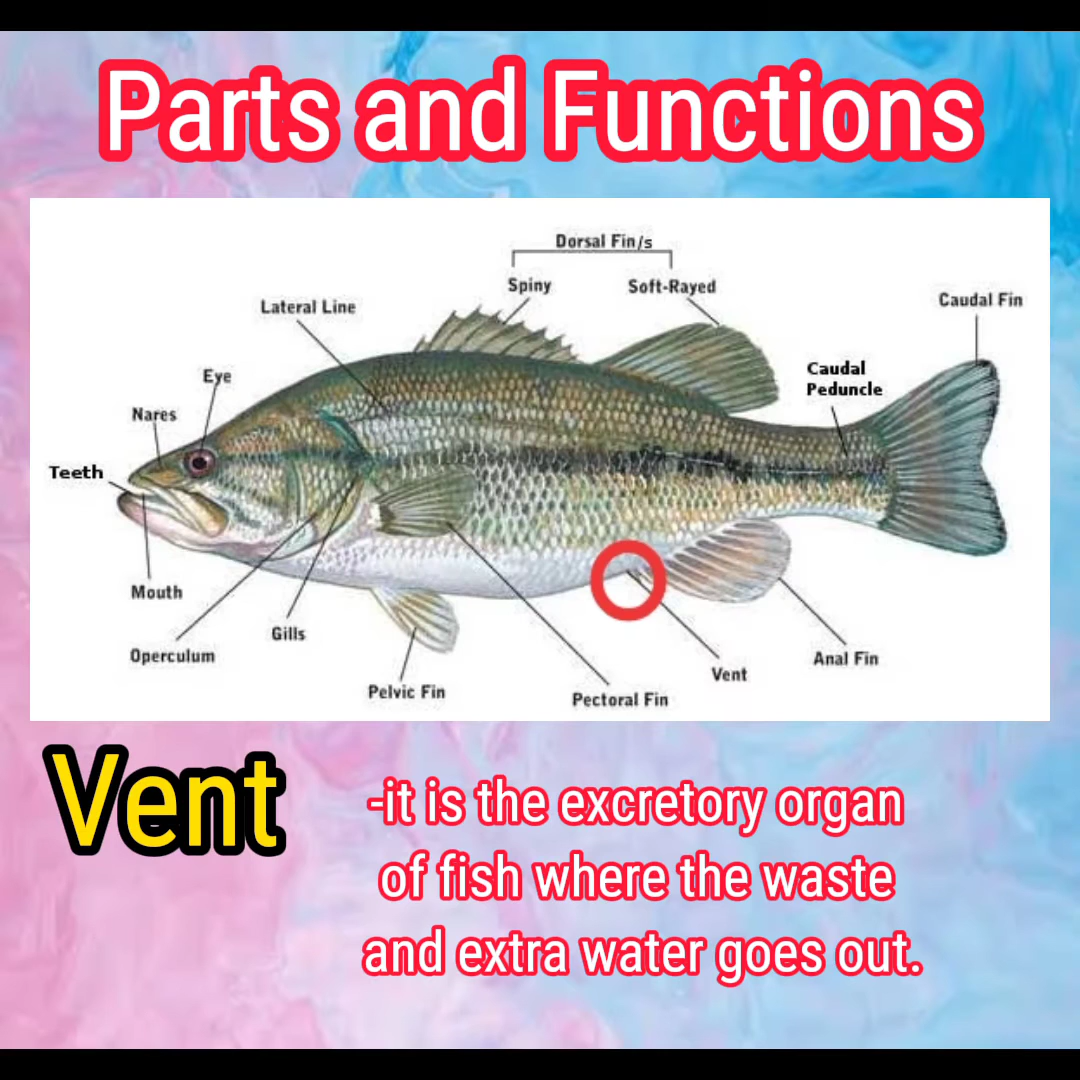 Parts and Functions
Dorsal Fin/s
Spiny
Soft-Rayed
Caudal Fin
Lateral Line
Caudal
Peduncle
Eye
Nares
Teeth
Mouth
Gills
Operculum
Pelvic Fin
Pectoral Fin
Vent
Anal Fin
Vent
-it is the excretory organ
of fish where the waste
and extra water goes out.